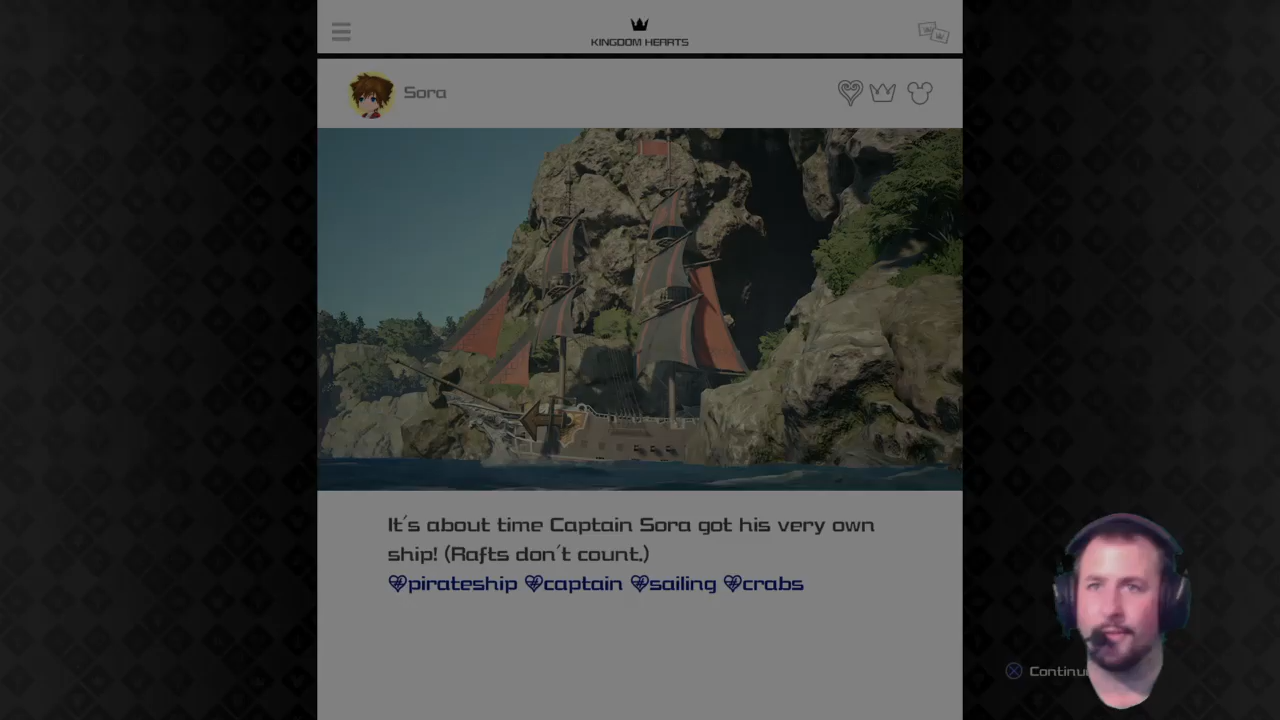 KINGDOM HEARTS
Sora
It's about time Captain Sora got his very own
ship! (Rafts don't count.)
pirateship captain sailing crabs